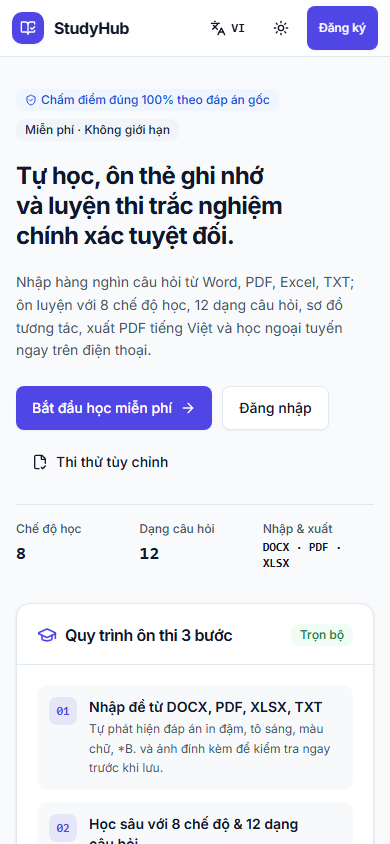 StudyHub
VI
Đăng ký
Chấm điểm đúng 100% theo đáp án gốc
Miễn phí · Không giới hạn
Tự học, ôn thẻ ghi nhớ
và luyện thi trắc nghiệm
chính xác tuyệt đối.
Nhập hàng nghìn câu hỏi từ Word, PDF, Excel, TXT;
ôn luyện với 8 chế độ học, 12 dạng câu hỏi, sơ đồ
tương tác, xuất PDF tiếng Việt và học ngoại tuyến
ngay trên điện thoại.
Bắt đầu học miễn phí
Đăng nhập
Thi thử tùy chỉnh
Chế độ học
8
Dạng câu hỏi
12
Nhập & xuất
DOCX · PDF ·
XLSX
Quy trình ôn thi 3 bước
Trọn bộ
01
Nhập đề từ DOCX, PDF, XLSX, TXT
Tự phát hiện đáp án in đậm, tô sáng, màu
chữ, *B. và ảnh đính kèm để kiểm tra ngay
trước khi lưu.
02
Học sâu với 8 chế độ & 12 dạng
câu hỏi